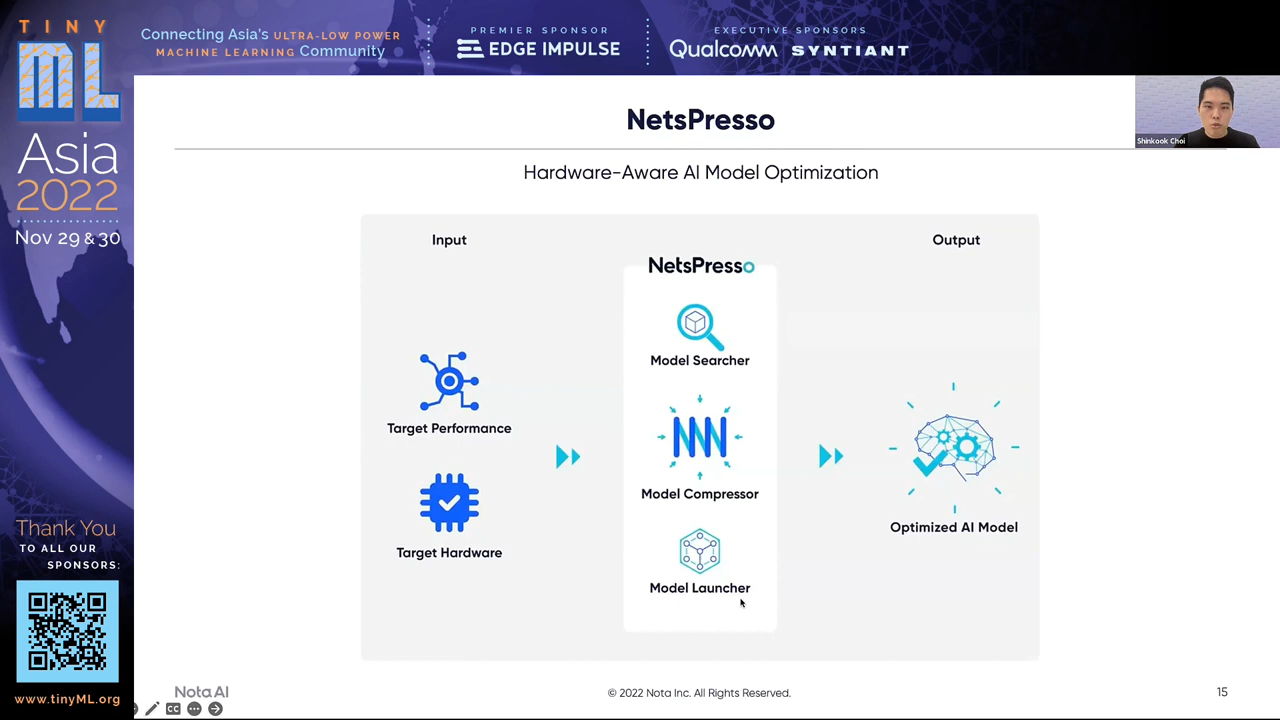 TINY
ML
Asia
2022
Nov 29 & 30
Thank You
TO ALL OUR
SPONSORS:
www.tinyML.org
Connecting Asia's ULTRA-LOW POWER
MACHINE LEARNING Community
PREMIER SPONSOR
EDGE IMPULSE
EXECUTIVE SPONSORS
Qualcomm SYNTIANT
Shinkook Choi
NetsPresso
Hardware-Aware AI Model Optimization
Input
Target Performance
Target Hardware
NetsPresso
Model Searcher
Model Compressor
Model Launcher
Output
Optimized AI Model
Nota AI
CC
© 2022 Nota Inc. All Rights Reserved.
15